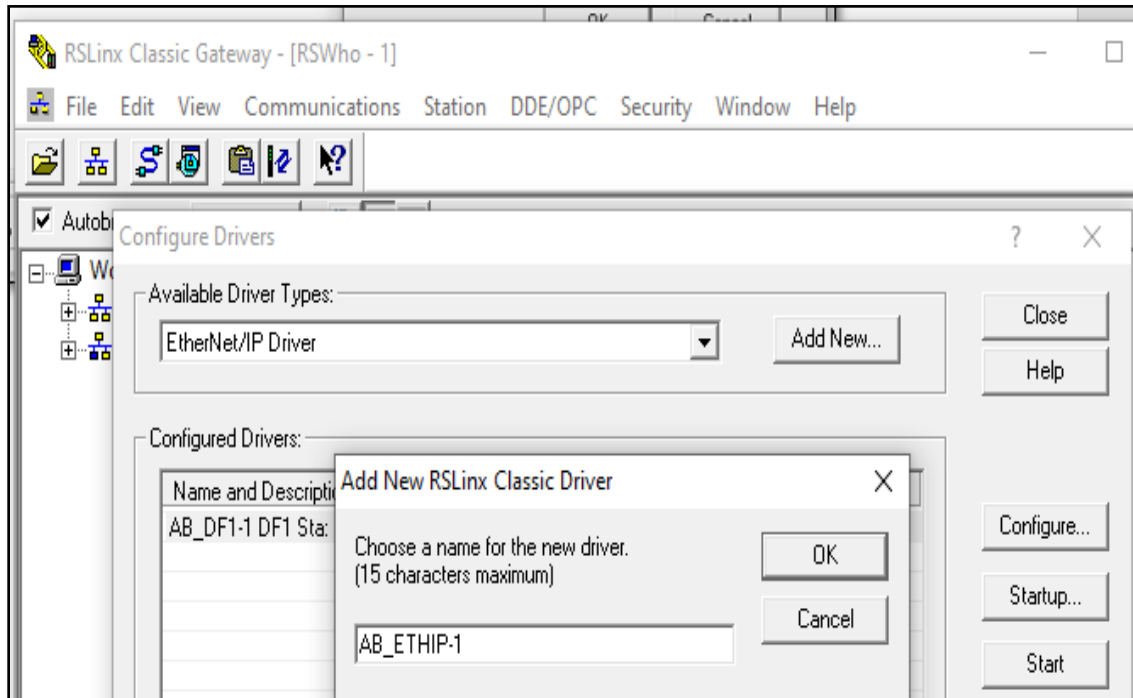 RSLinx Classic Gateway - [RSWho - 1]
File Edit View Communications Station DDE/OPC Security Window Help
Configure Drivers
Available Driver Types:
EtherNet/IP Driver
Add New...
Close
Help
Configured Drivers:
AB_DF1-1 DF1 Sta:
Name and
Add New RSLinx Classic Driver
Choose a name for the new driver.
(15 characters maximum)
AB_ETHIP-1
OK
Cancel
Configure...
Startup...
Start